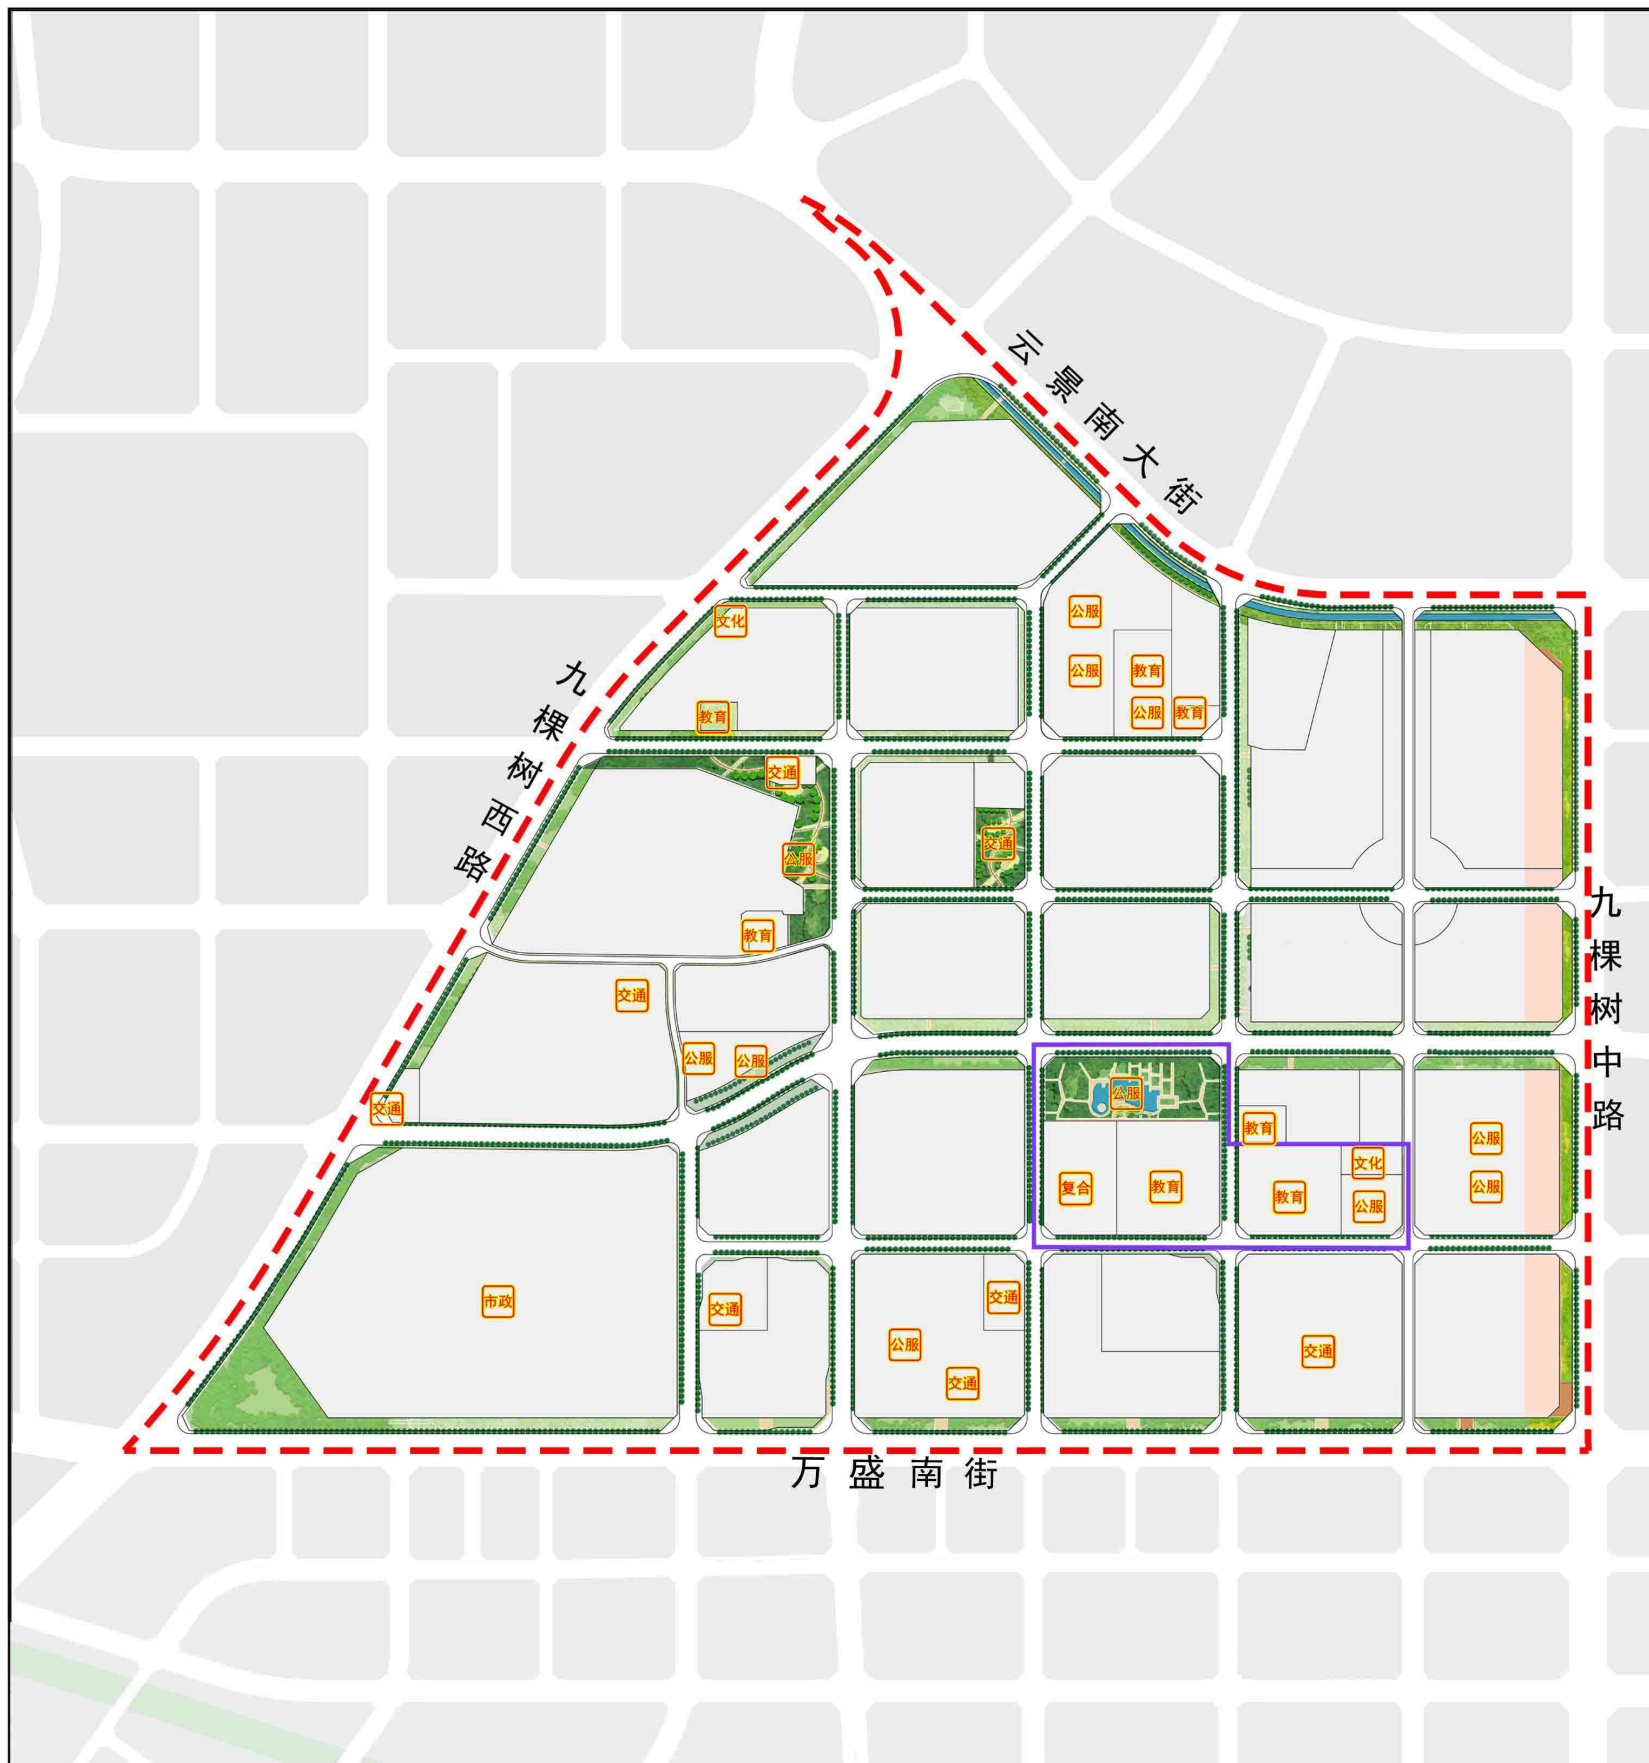 云景南大街
文化
公服
公服
教育
教育
公服
教育
九棵树西路
交通
交通
公服
九棵树中路
教育
交通
公服
公服
公服
交通
教育
公服
文化
复合
教育
教育
公服
公服
市政
交通
交通
公服
交通
交通
万盛南街